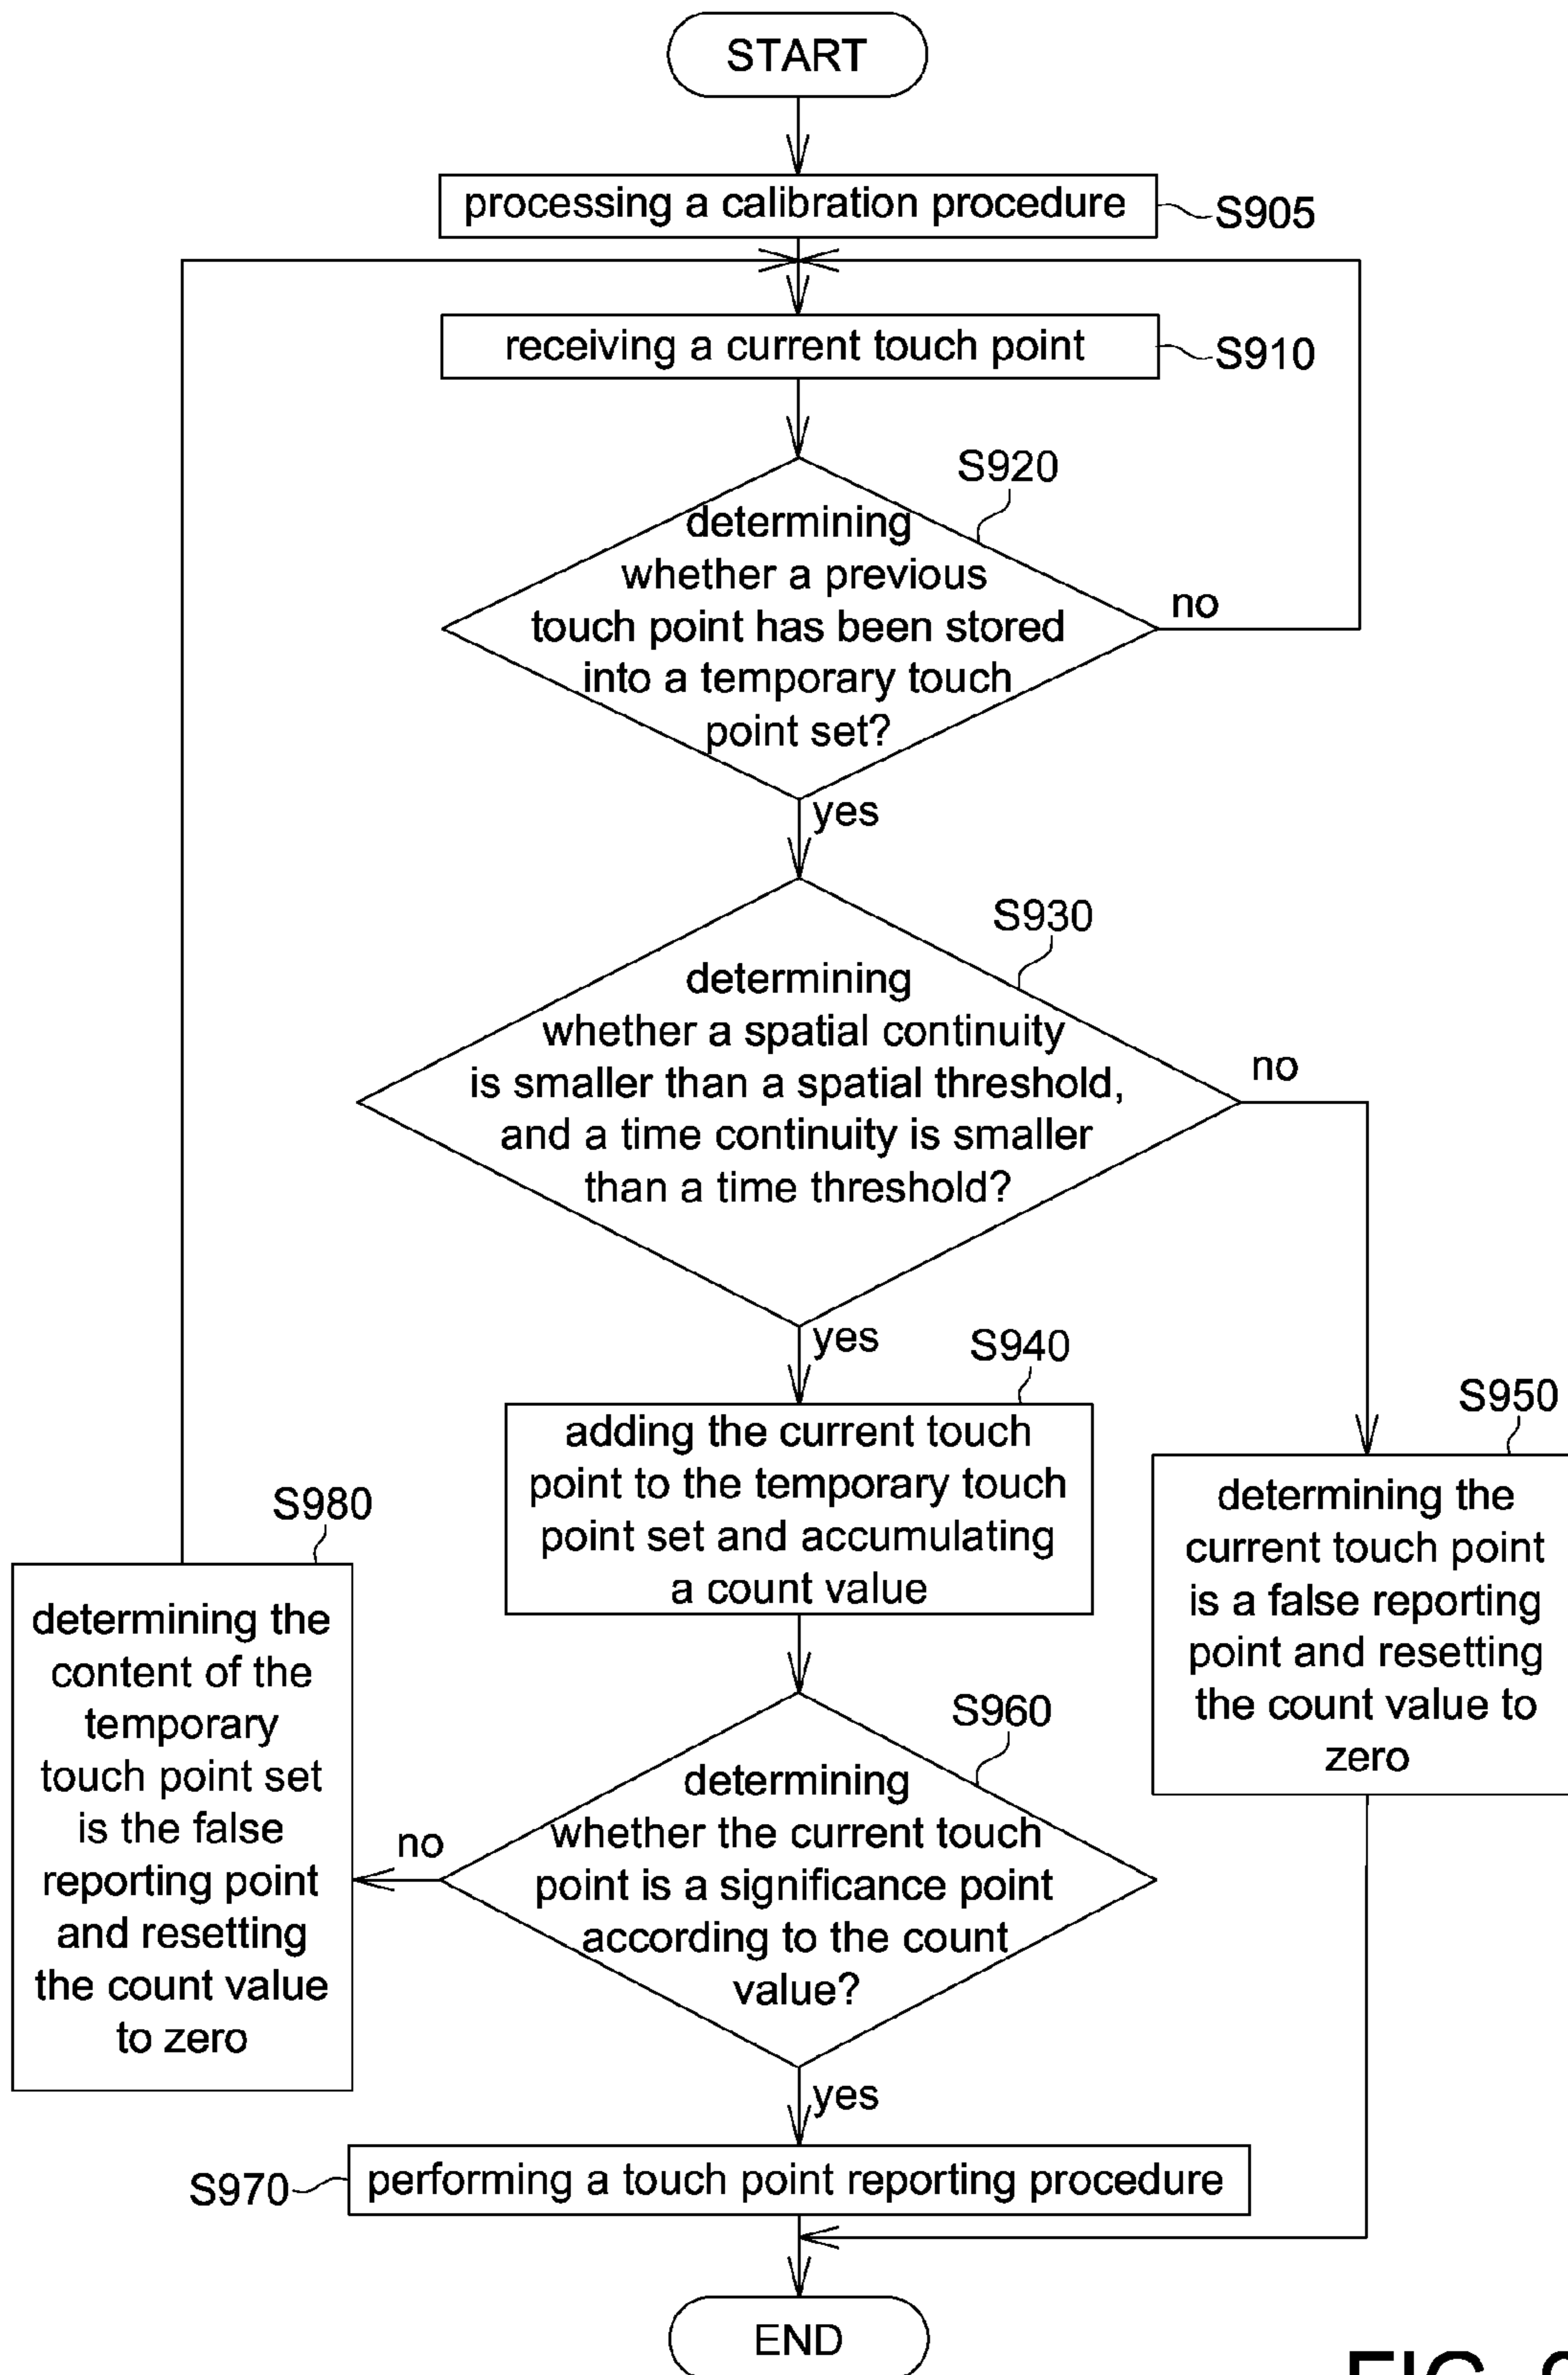 START
processing a calibration procedure
S905
receiving a current touch point
S910
S920
determining
whether a previous
touch point has been stored
into a temporary touch
point set?
no
yes
S930
determining
whether a spatial continuity
is smaller than a spatial threshold,
and a time continuity is smaller
than a time threshold?
no
yes
S940
adding the current touch
point to the temporary touch
point set and accumulating
a count value
S950
determining the
current touch point
is a false reporting
point and resetting
the count value to
zero
S980
determining the
content of the
temporary
touch point set
is the false
reporting point
and resetting
the count value
to zero
S960
determining
whether the current touch
point is a significance point
according to the count
value?
no
yes
S970
performing a touch point reporting procedure
END
FIG.